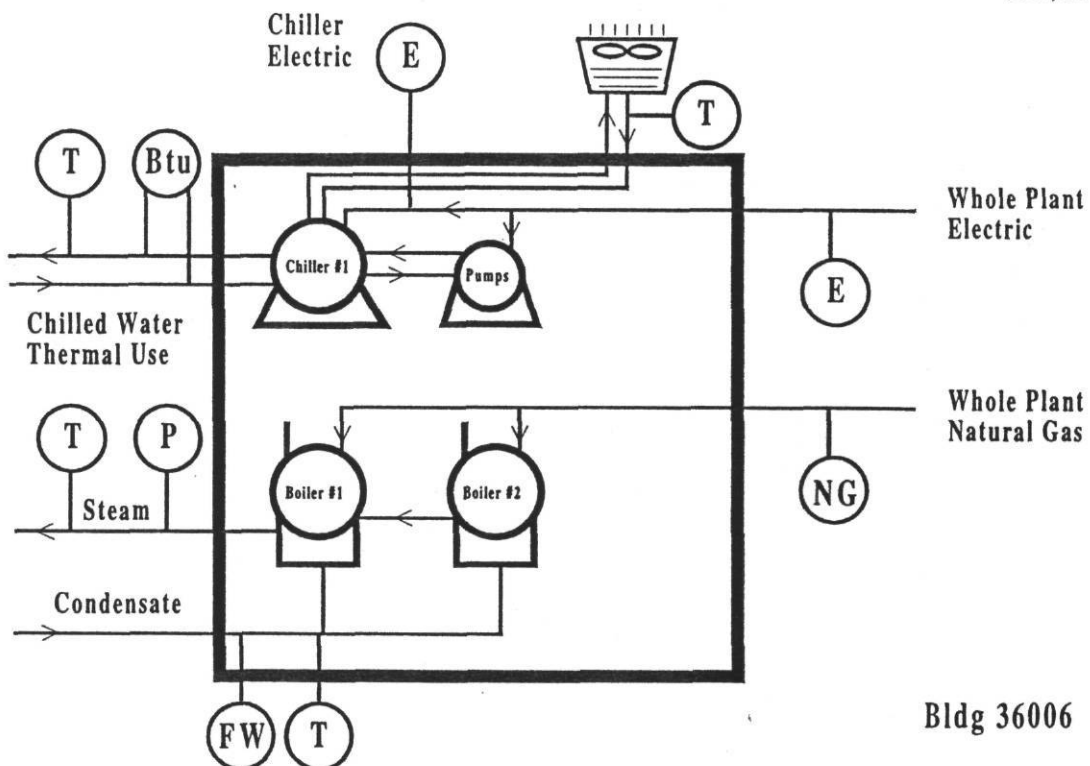 Chiller
Electric
E
T
T
Btu
Whole Plant
Electric
Chiller #1
Pumps
E
Chilled Water
Thermal Use
Whole Plant
Natural Gas
T
P
Boiler #1
Boiler #2
NG
Steam
Condensate
FW
T
Bldg 36006